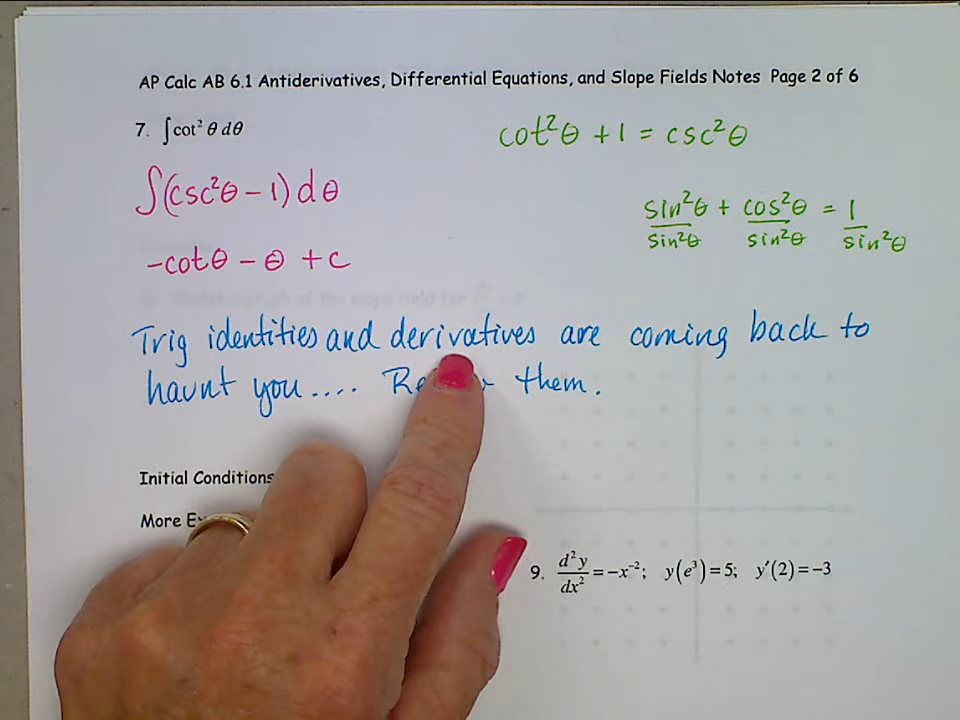 AP Calc AB 6.1 Antiderivatives, Differential Equations, and Slope Fields Notes Page 2 of 6
7. ∫cot² θ dθ
cot²θ + 1 = csc²θ
∫(csc²θ − 1) dθ
sin²θ/sin²θ + cos²θ/sin²θ = 1/sin²θ
−cotθ − θ + c
Trig identities and derivatives are coming back to
haunt you.... them.
Initial Conditions
More
9. d²y/dx² = −x⁻²; y(e³) = 5; y′(2) = −3